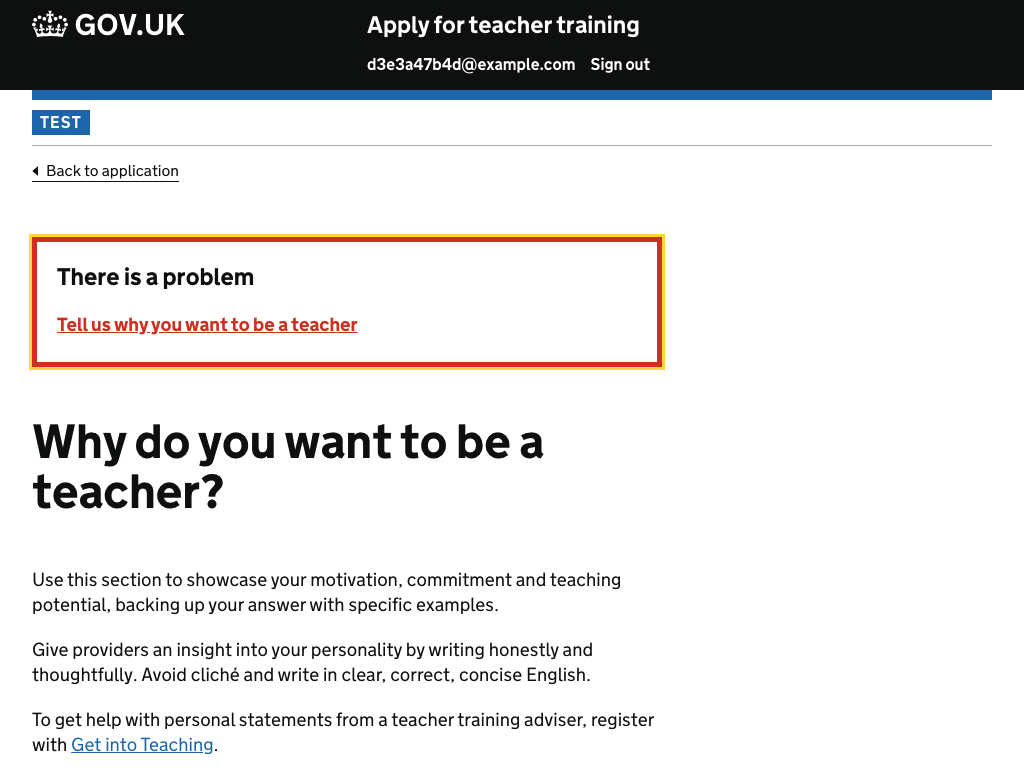 GOV.UK
Apply for teacher training
d3e3a47b4d@example.com Sign out
TEST
Back to application
There is a problem
Tell us why you want to be a teacher
Why do you want to be a
teacher?
Use this section to showcase your motivation, commitment and teaching
potential, backing up your answer with specific examples.
Give providers an insight into your personality by writing honestly and
thoughtfully. Avoid cliché and write in clear, correct, concise English.
To get help with personal statements from a teacher training adviser, register
with Get into Teaching.